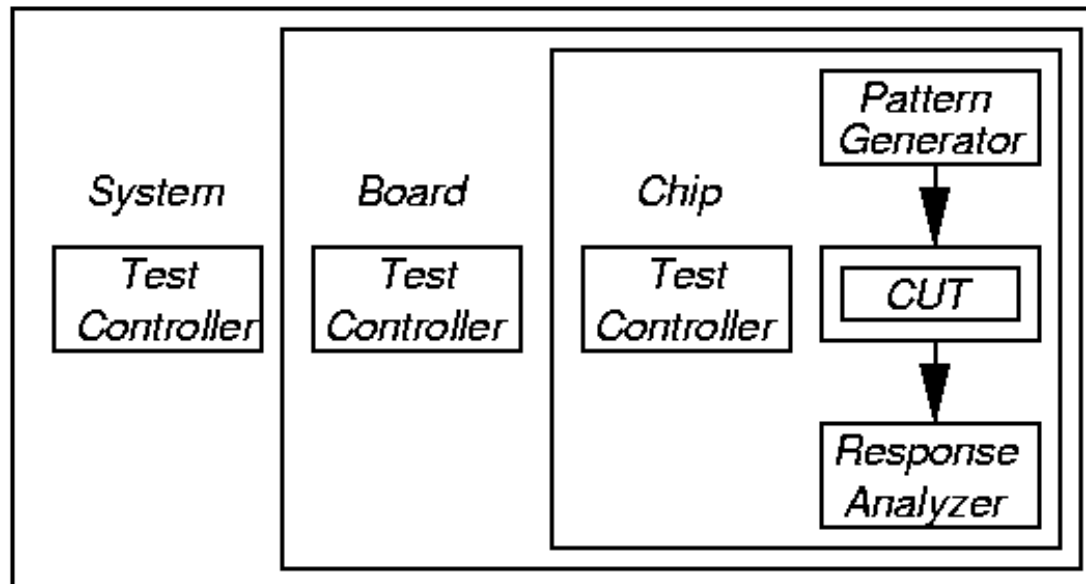 Pattern
Generator
System
Board
Chip
Test
Controller
Test
Controller
Test
Controller
CUT
Response
Analyzer